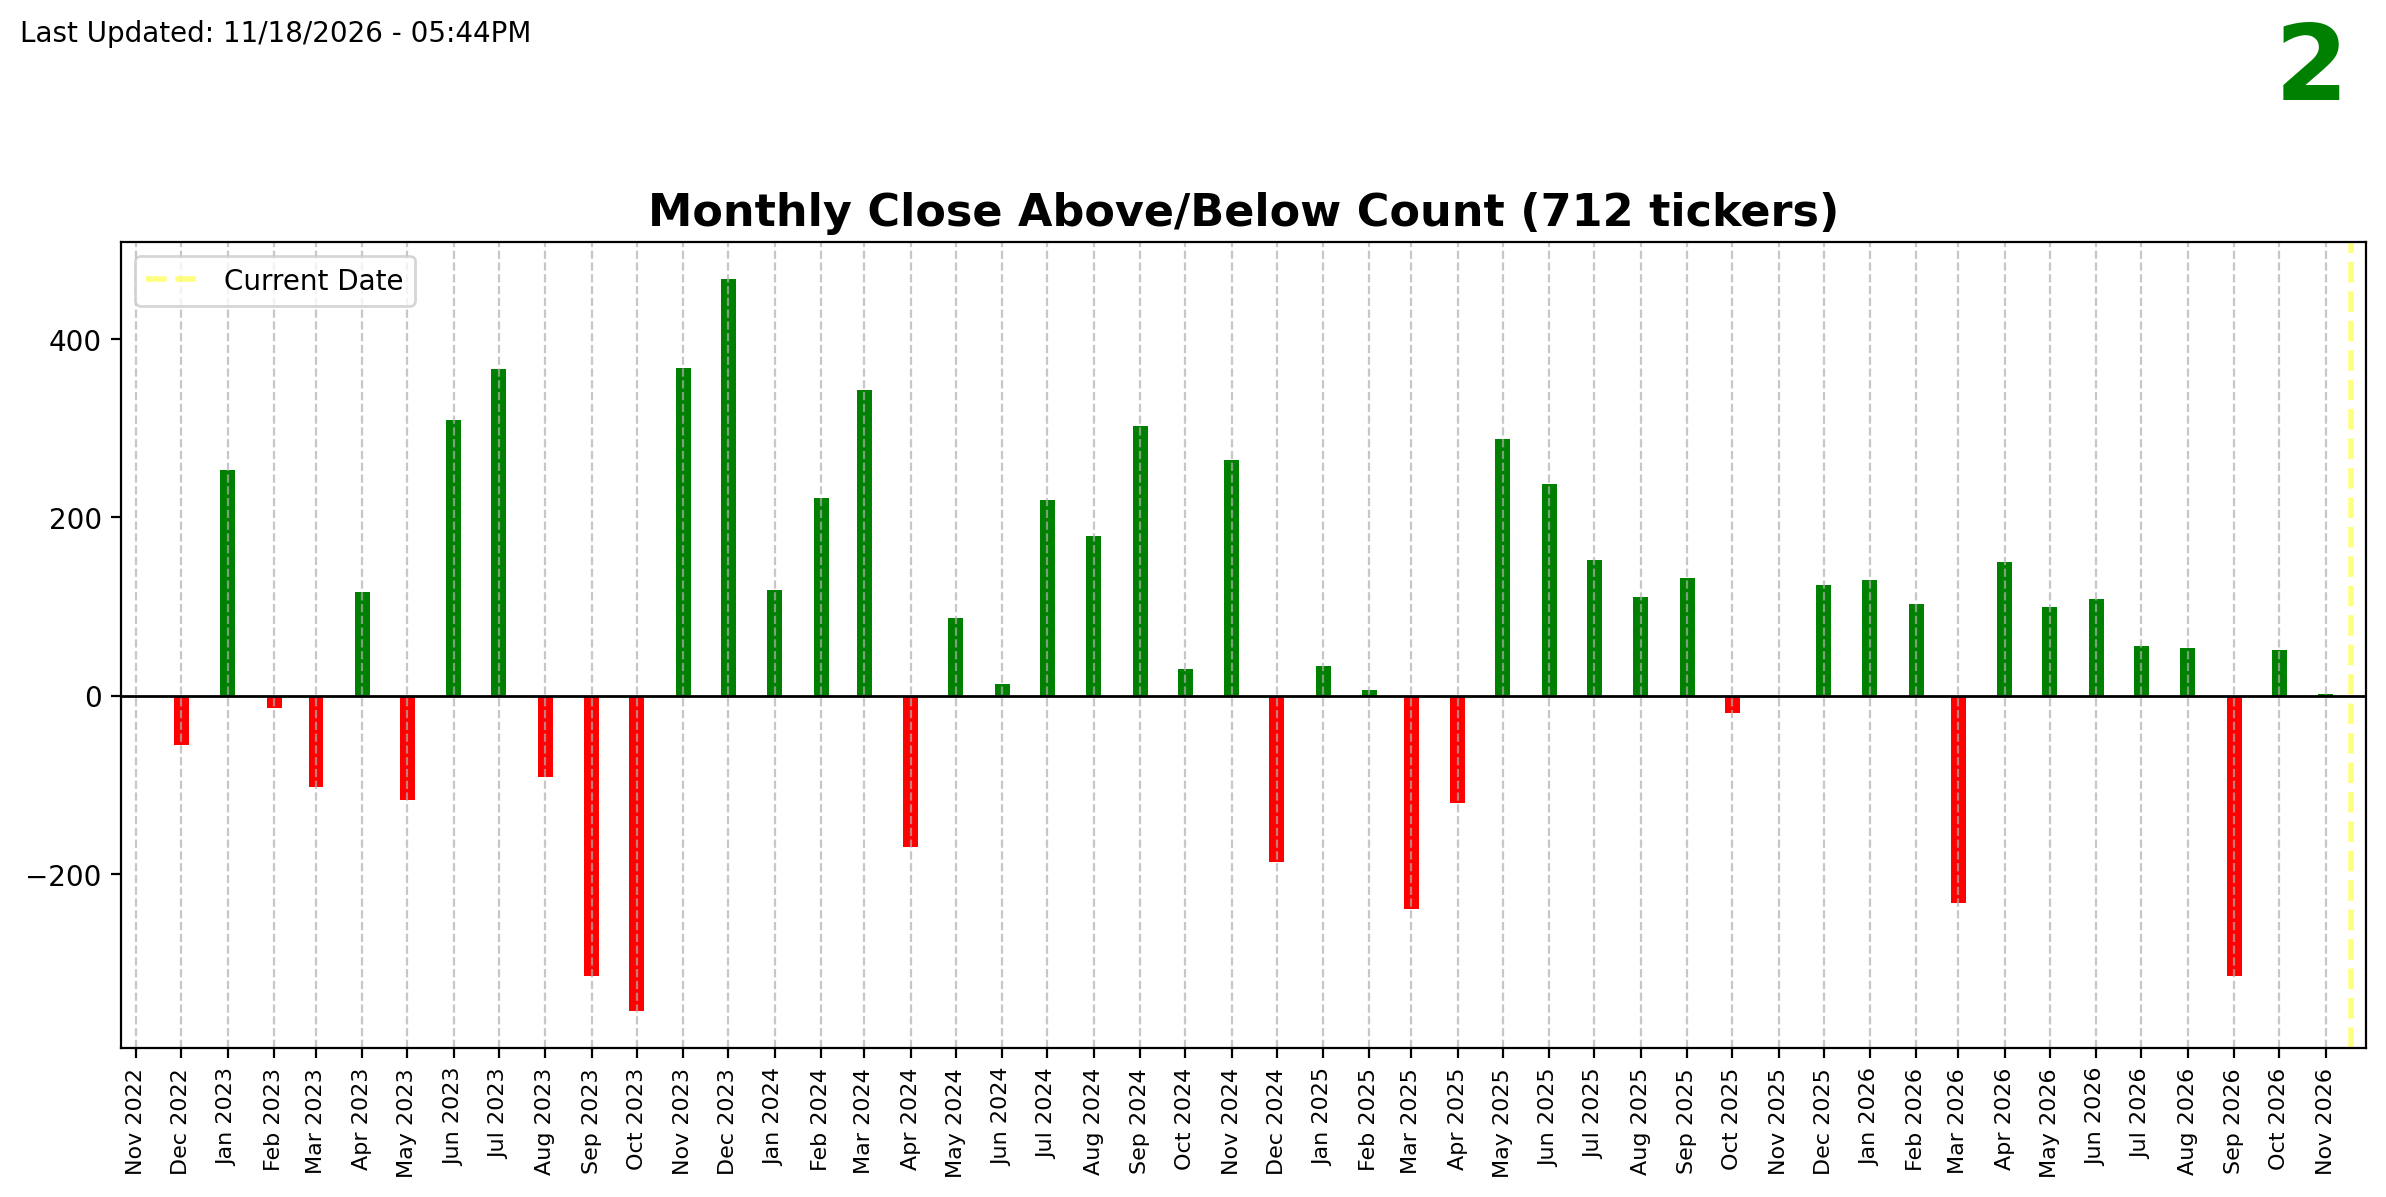 Last Updated: 11/18/2026 - 05:44PM
2
Monthly Close Above/Below Count (712 tickers)
Current Date
400
200
0
−200
Nov 2022
Dec 2022
Jan 2023
Feb 2023
Mar 2023
Apr 2023
May 2023
Jun 2023
Jul 2023
Aug 2023
Sep 2023
Oct 2023
Nov 2023
Dec 2023
Jan 2024
Feb 2024
Mar 2024
Apr 2024
May 2024
Jun 2024
Jul 2024
Aug 2024
Sep 2024
Oct 2024
Nov 2024
Dec 2024
Jan 2025
Feb 2025
Mar 2025
Apr 2025
May 2025
Jun 2025
Jul 2025
Aug 2025
Sep 2025
Oct 2025
Nov 2025
Dec 2025
Jan 2026
Feb 2026
Mar 2026
Apr 2026
May 2026
Jun 2026
Jul 2026
Aug 2026
Sep 2026
Oct 2026
Nov 2026